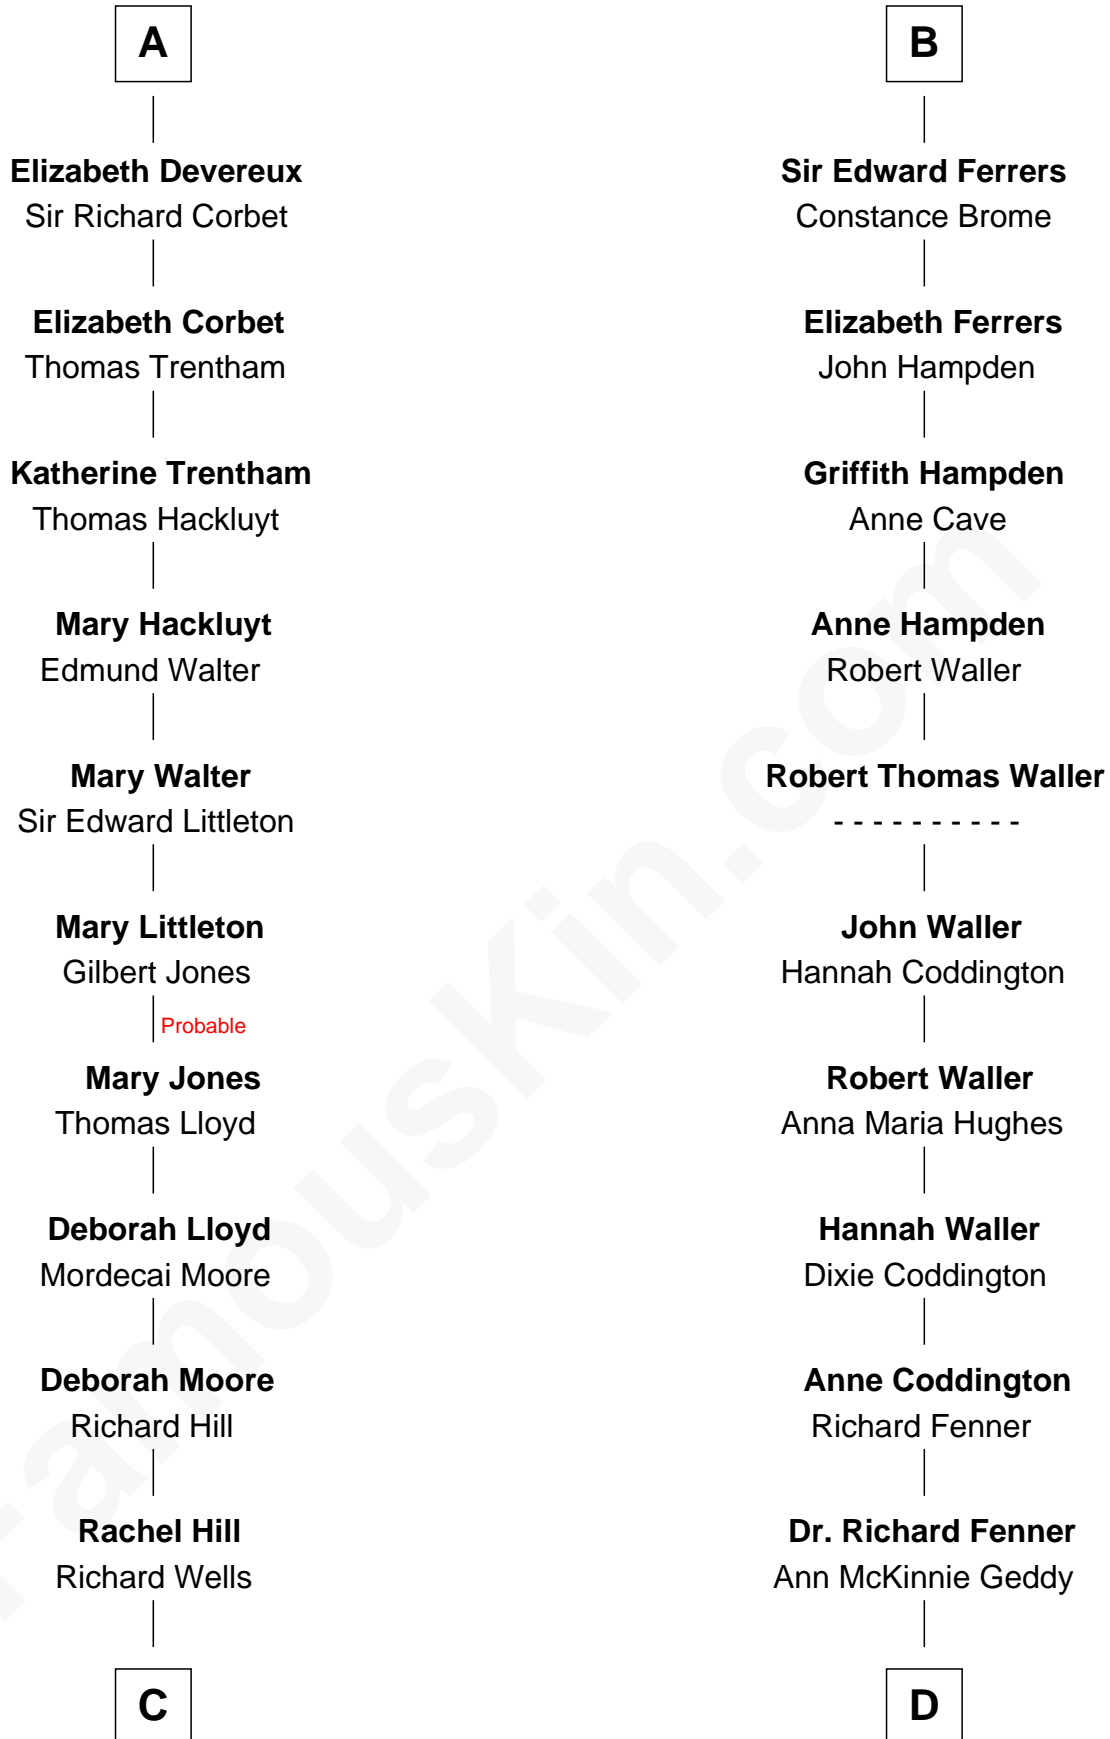 A
Elizabeth Devereux
Sir Richard Corbet
Elizabeth Corbet
Thomas Trentham
Katherine Trentham
Thomas Hackluyt
Mary Hackluyt
Edmund Walter
Mary Walter
Sir Edward Littleton
Mary Littleton
Gilbert Jones
Probable
Mary Jones
Thomas Lloyd
Deborah Lloyd
Mordecai Moore
Deborah Moore
Richard Hill
Rachel Hill
Richard Wells
C
B
Sir Edward Ferrers
Constance Brome
Elizabeth Ferrers
John Hampden
Griffith Hampden
Anne Cave
Anne Hampden
Robert Waller
Robert Thomas Waller
- - - - - - - - - -
John Waller
Hannah Coddington
Robert Waller
Anna Maria Hughes
Hannah Waller
Dixie Coddington
Anne Coddington
Richard Fenner
Dr. Richard Fenner
Ann McKinnie Geddy
D
FamousKin.com